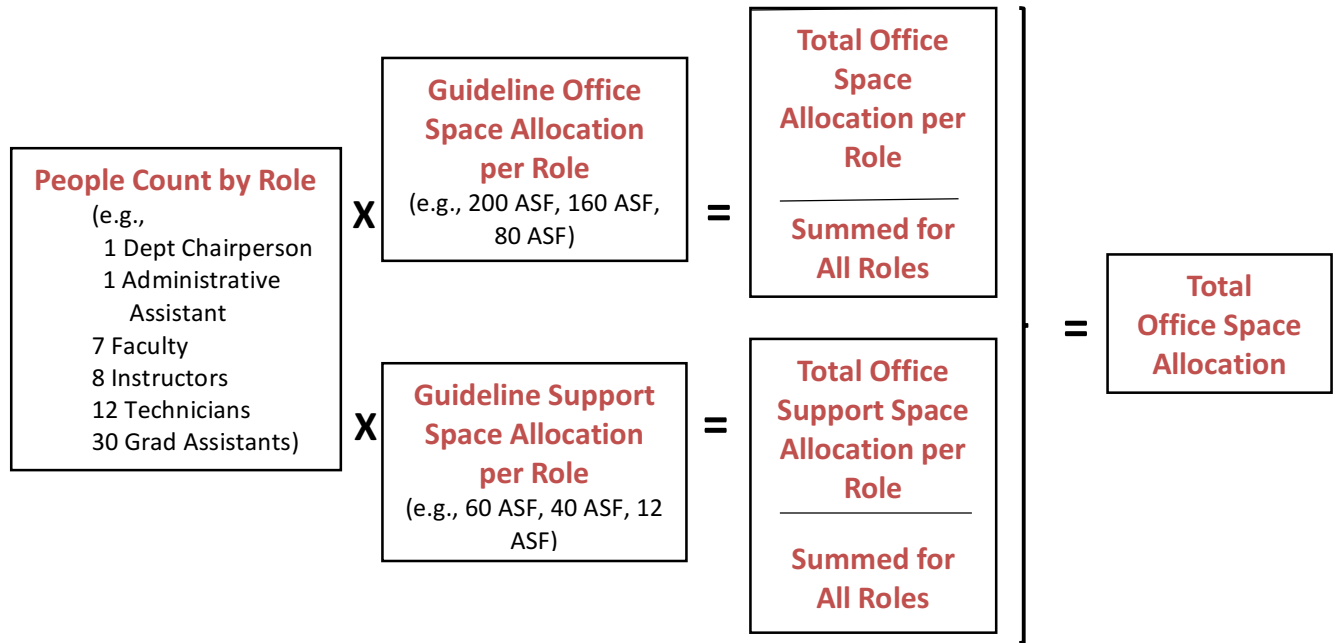 People Count by Role
(e.g.,
1 Dept Chairperson
1 Administrative
Assistant
7 Faculty
8 Instructors
12 Technicians
30 Grad Assistants)
X
Guideline Office
Space Allocation
per Role
(e.g., 200 ASF, 160 ASF,
80 ASF)
=
Total Office
Space
Allocation per
Role
Summed for
All Roles
X
Guideline Support
Space Allocation
per Role
(e.g., 60 ASF, 40 ASF, 12
ASF)
=
Total Office
Support Space
Allocation per
Role
Summed for
All Roles
=
Total
Office Space
Allocation